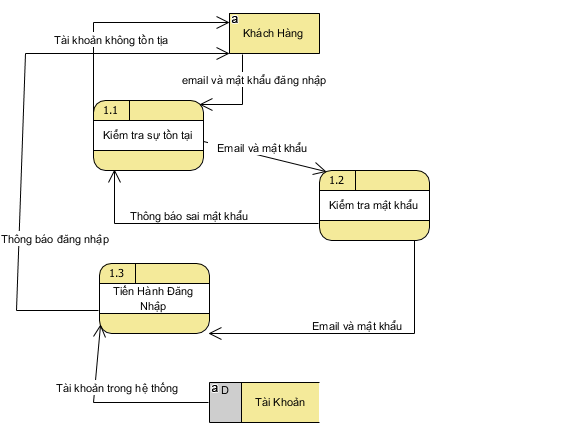 a
Khách Hàng
Tài khoản không tồn tịa
email và mật khẩu đăng nhập
1.1
Kiểm tra sự tồn tại
Email và mật khẩu
1.2
Kiểm tra mật khẩu
Thông báo sai mật khẩu
Thông báo đăng nhập
1.3
Tiến Hành Đăng
Nhập
Email và mật khẩu
Tài khoản trong hệ thống
a D
Tài Khoản